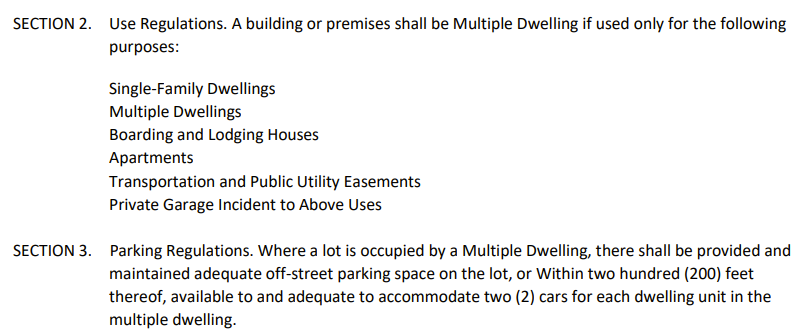 SECTION 2. Use Regulations. A building or premises shall be Multiple Dwelling if used only for the following
purposes:
Single-Family Dwellings
Multiple Dwellings
Boarding and Lodging Houses
Apartments
Transportation and Public Utility Easements
Private Garage Incident to Above Uses
SECTION 3. Parking Regulations. Where a lot is occupied by a Multiple Dwelling, there shall be provided and
maintained adequate off-street parking space on the lot, or Within two hundred (200) feet
thereof, available to and adequate to accommodate two (2) cars for each dwelling unit in the
multiple dwelling.